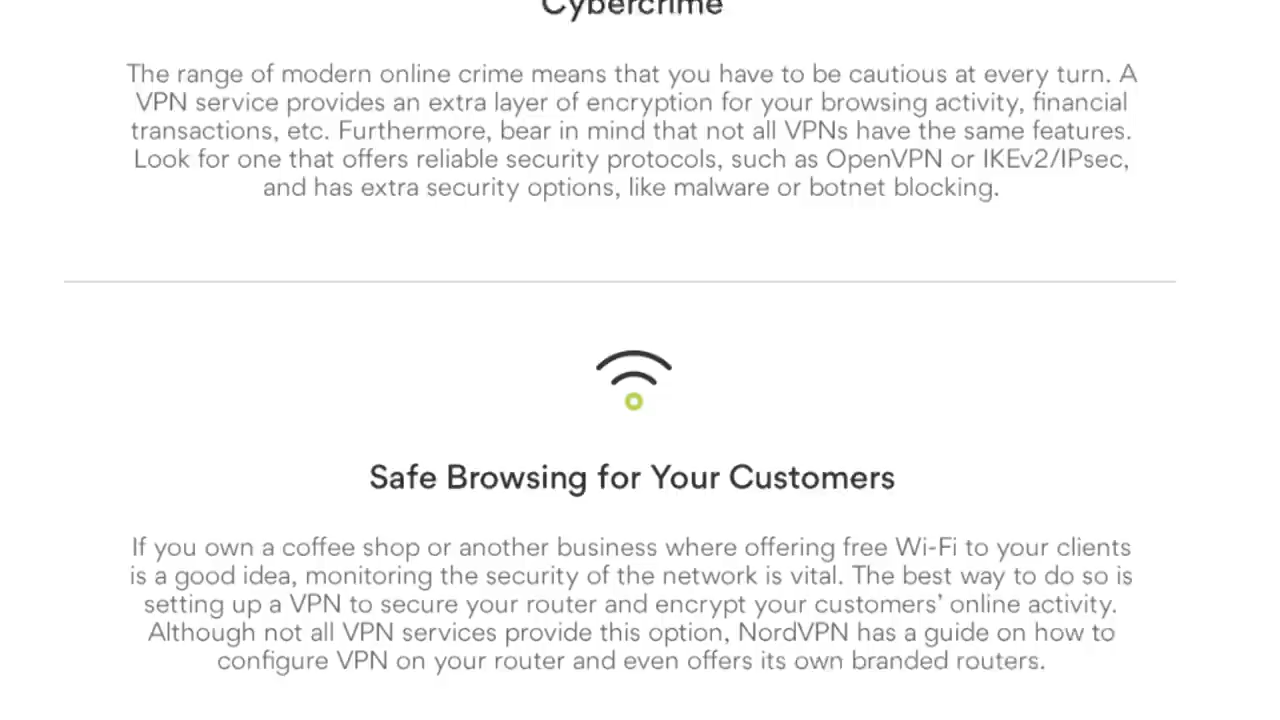 Cybercrime
The range of modern online crime means that you have to be cautious at every turn. A
VPN service provides an extra layer of encryption for your browsing activity, financial
transactions, etc. Furthermore, bear in mind that not all VPNs have the same features.
Look for one that offers reliable security protocols, such as OpenVPN or IKEv2/IPsec,
and has extra security options, like malware or botnet blocking.
Safe Browsing for Your Customers
If you own a coffee shop or another business where offering free Wi-Fi to your clients
is a good idea, monitoring the security of the network is vital. The best way to do so is
setting up a VPN to secure your router and encrypt your customers’ online activity.
Although not all VPN services provide this option, NordVPN has a guide on how to
configure VPN on your router and even offers its own branded routers.